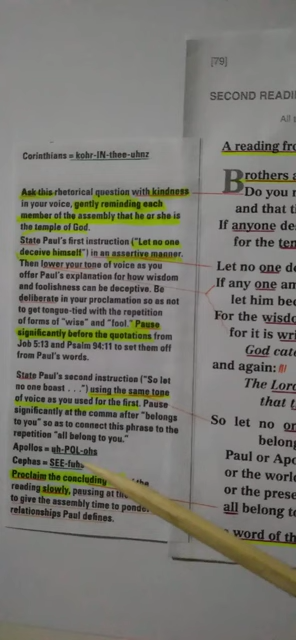 Corinthians = kohr-IN-thee-uhnz
Ask this rhetorical question with kindness
in your voice, gently reminding each
member of the assembly that he or she is
the temple of God.
State Paul's first instruction ("Let no one
deceive himself") in an assertive manner.
Then lower your tone of voice as you
offer Paul's explanation for how wisdom
and foolishness can be deceptive. Be
deliberate in your proclamation so as not
to get tongue-tied with the repetition
of forms of "wise" and "fool." Pause
significantly before the quotations from
Job 5:13 and Psalm 94:11 to set them off
from Paul's words.
State Paul's second instruction ("So let
no one boast . . .") using the same tone
of voice as you used for the first. Pause
significantly at the comma after "belongs
to you" so as to connect this phrase to the
repetition "all belong to you."
Apollos = uh-POL-ohs
Cephas = SEE-fuhs
Proclaim the concluding the
reading slowly, pausing at
to give the assembly time to ponder
relationships Paul defines.
[79]
SECOND READI
All
A reading fro
Brothers a
Do you n
and that t
If anyone de
for the ten
Let no one de
If any one am
let him bec
For the wisdo
for it is wri
God catc
and again:
The Lord
that t
So let no on
belong
Paul or Apo
or the world
or the prese
all belong to
word of th